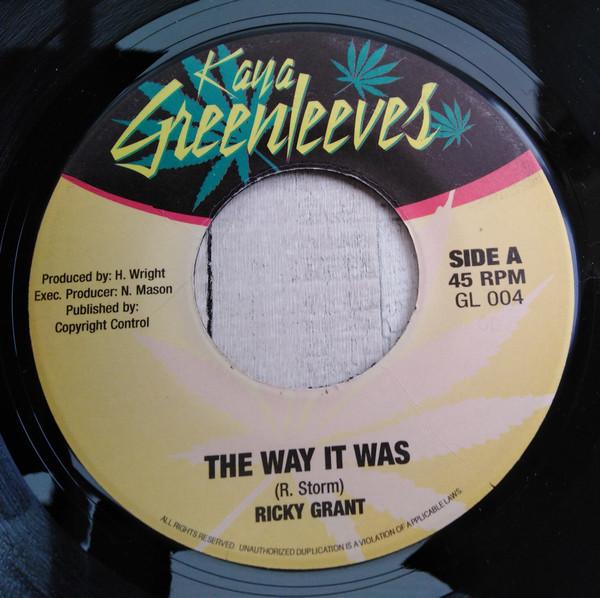 Kaya
Greenleeves
Produced by: H. Wright
Exec. Producer: N. Mason
Published by:
Copyright Control
SIDE A
45 RPM
GL 004
THE WAY IT WAS
(R. Storm)
RICKY GRANT
ALL RIGHTS RESERVED. UNAUTHORIZED DUPLICATION IS A VIOLATION OF APPLICABLE LAWS.